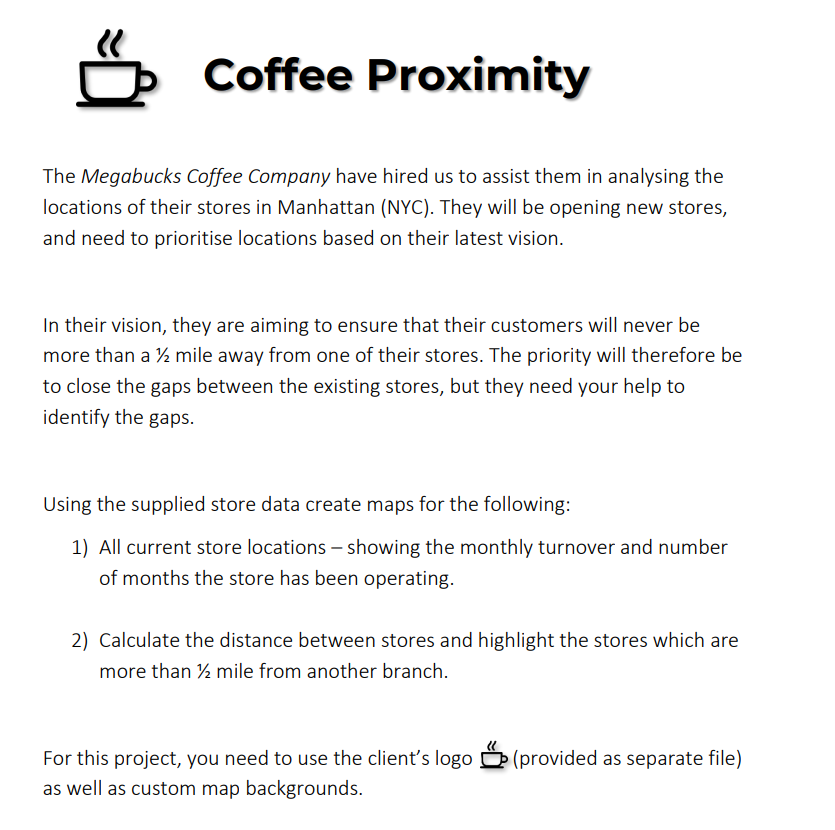 Coffee Proximity
The Megabucks Coffee Company have hired us to assist them in analysing the
locations of their stores in Manhattan (NYC). They will be opening new stores,
and need to prioritise locations based on their latest vision.
In their vision, they are aiming to ensure that their customers will never be
more than a ½ mile away from one of their stores. The priority will therefore be
to close the gaps between the existing stores, but they need your help to
identify the gaps.
Using the supplied store data create maps for the following:
1) All current store locations – showing the monthly turnover and number
of months the store has been operating.
2) Calculate the distance between stores and highlight the stores which are
more than ½ mile from another branch.
For this project, you need to use the client’s logo (provided as separate file)
as well as custom map backgrounds.